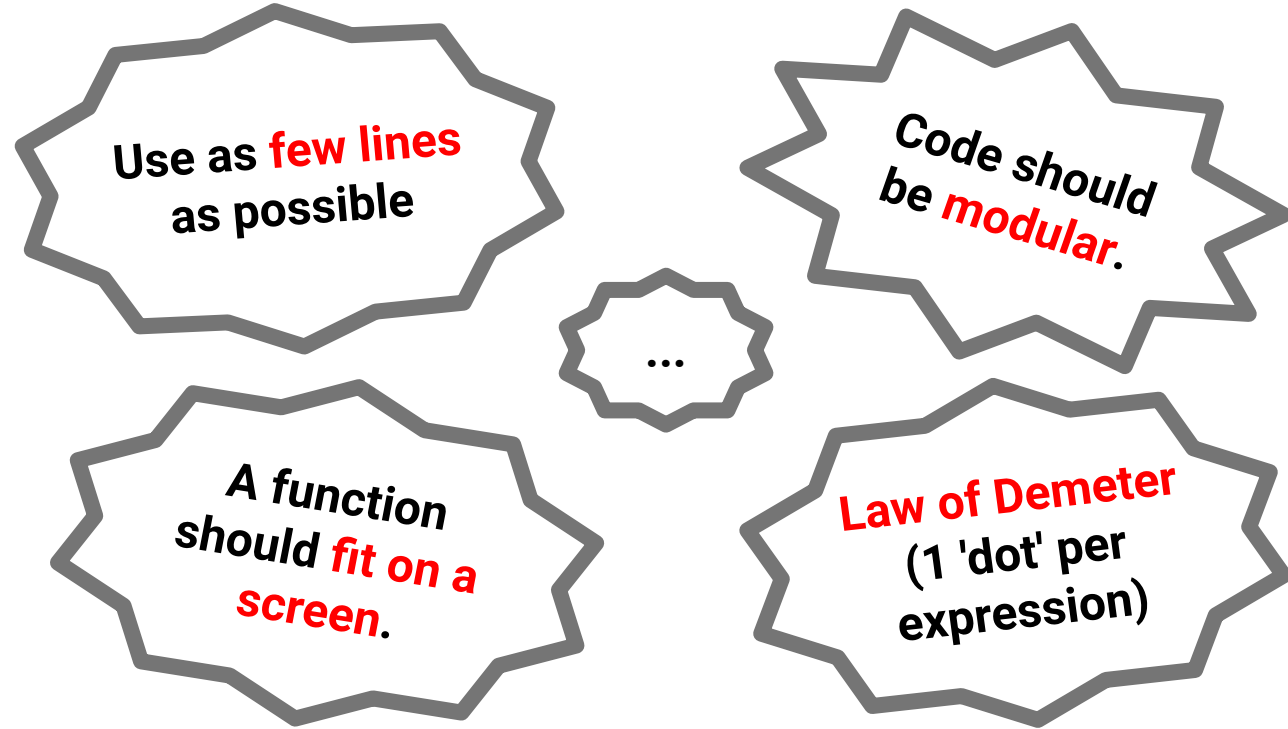 Use as few lines
as possible
Code should
be modular.
...
A function
should fit on a
screen.
Law of Demeter
(1 'dot' per
expression)